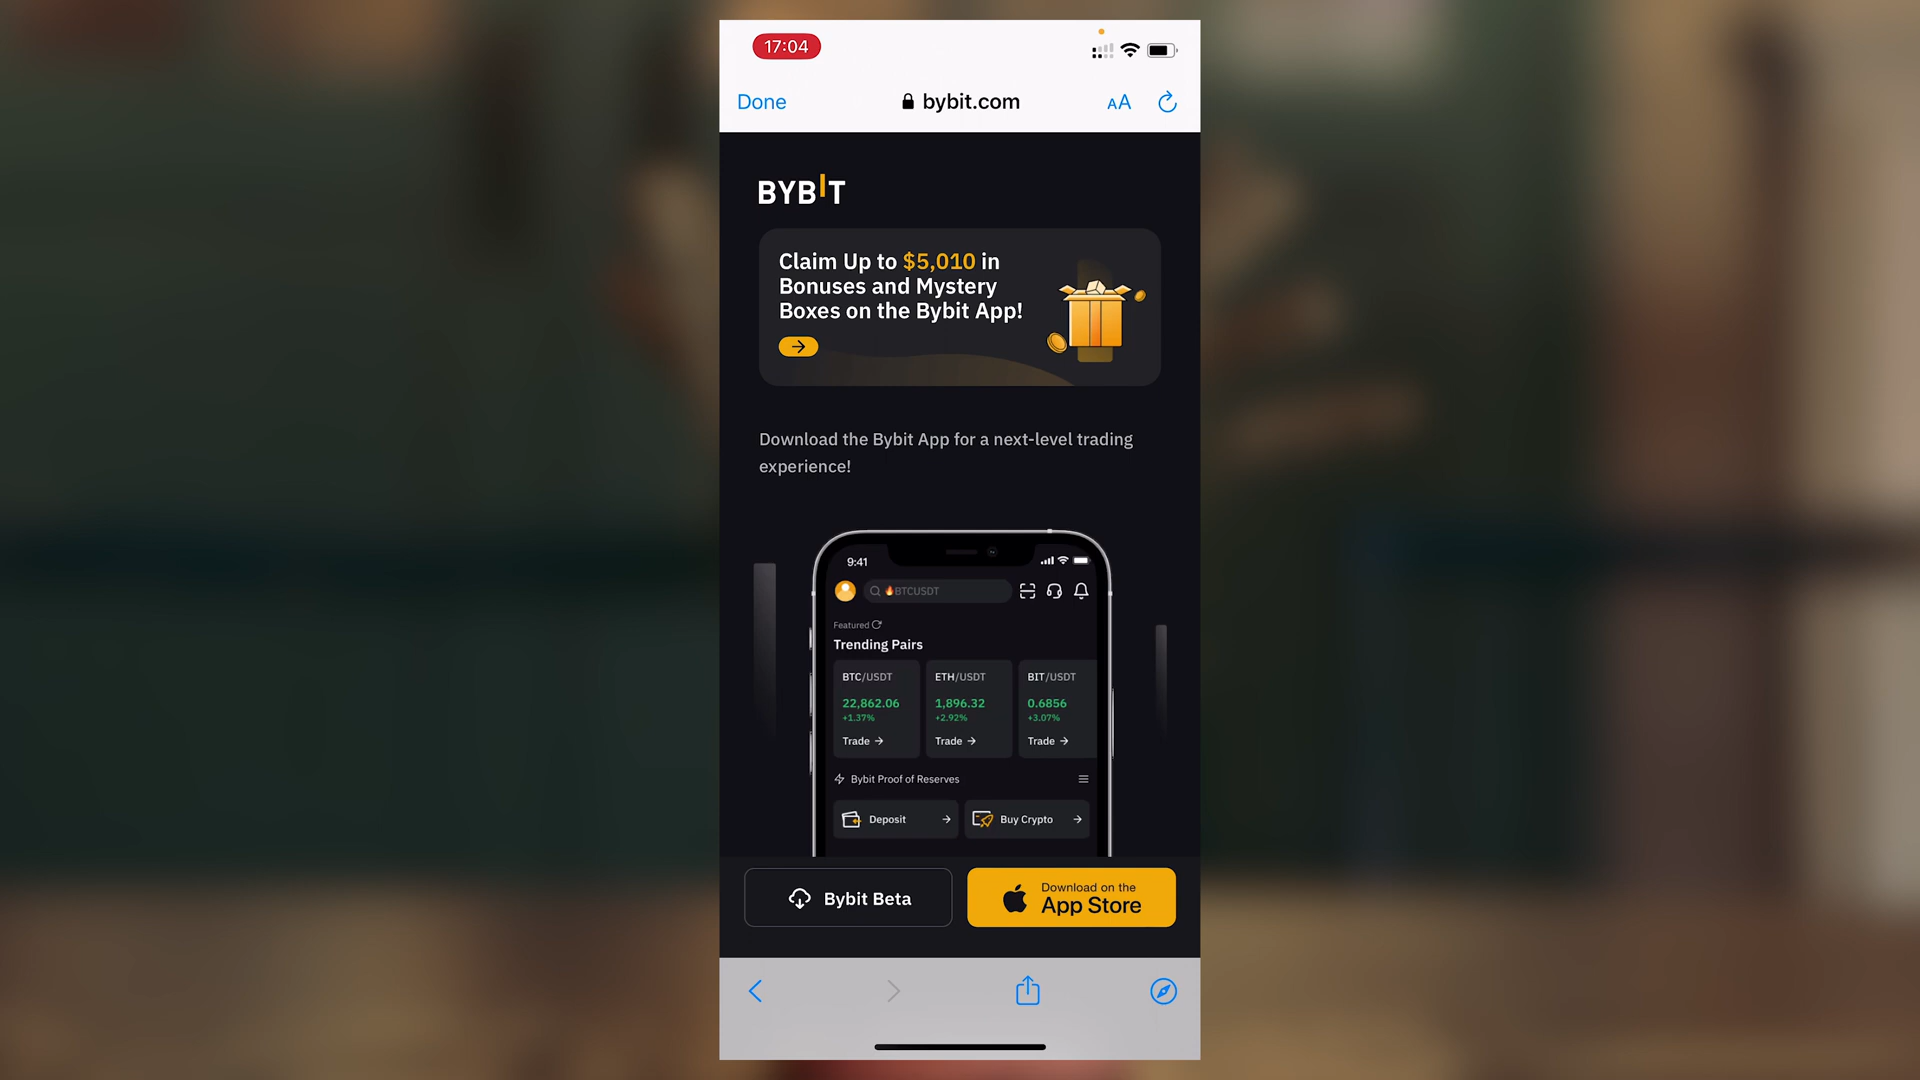 17:04
Done
bybit.com
AA
BYBIT
Claim Up to $5,010 in
Bonuses and Mystery
Boxes on the Bybit App!
Download the Bybit App for a next-level trading
experience!
9:41
BTCUSDT
Featured
Trending Pairs
BTC/USDT ETH/USDT BIT/USDT
22,862.06 1,896.32 0.6856
+1.37% +2.92% +3.07%
Trade Trade Trade
Bybit Proof of Reserves
Deposit Buy Crypto
Bybit Beta
Download on the
App Store